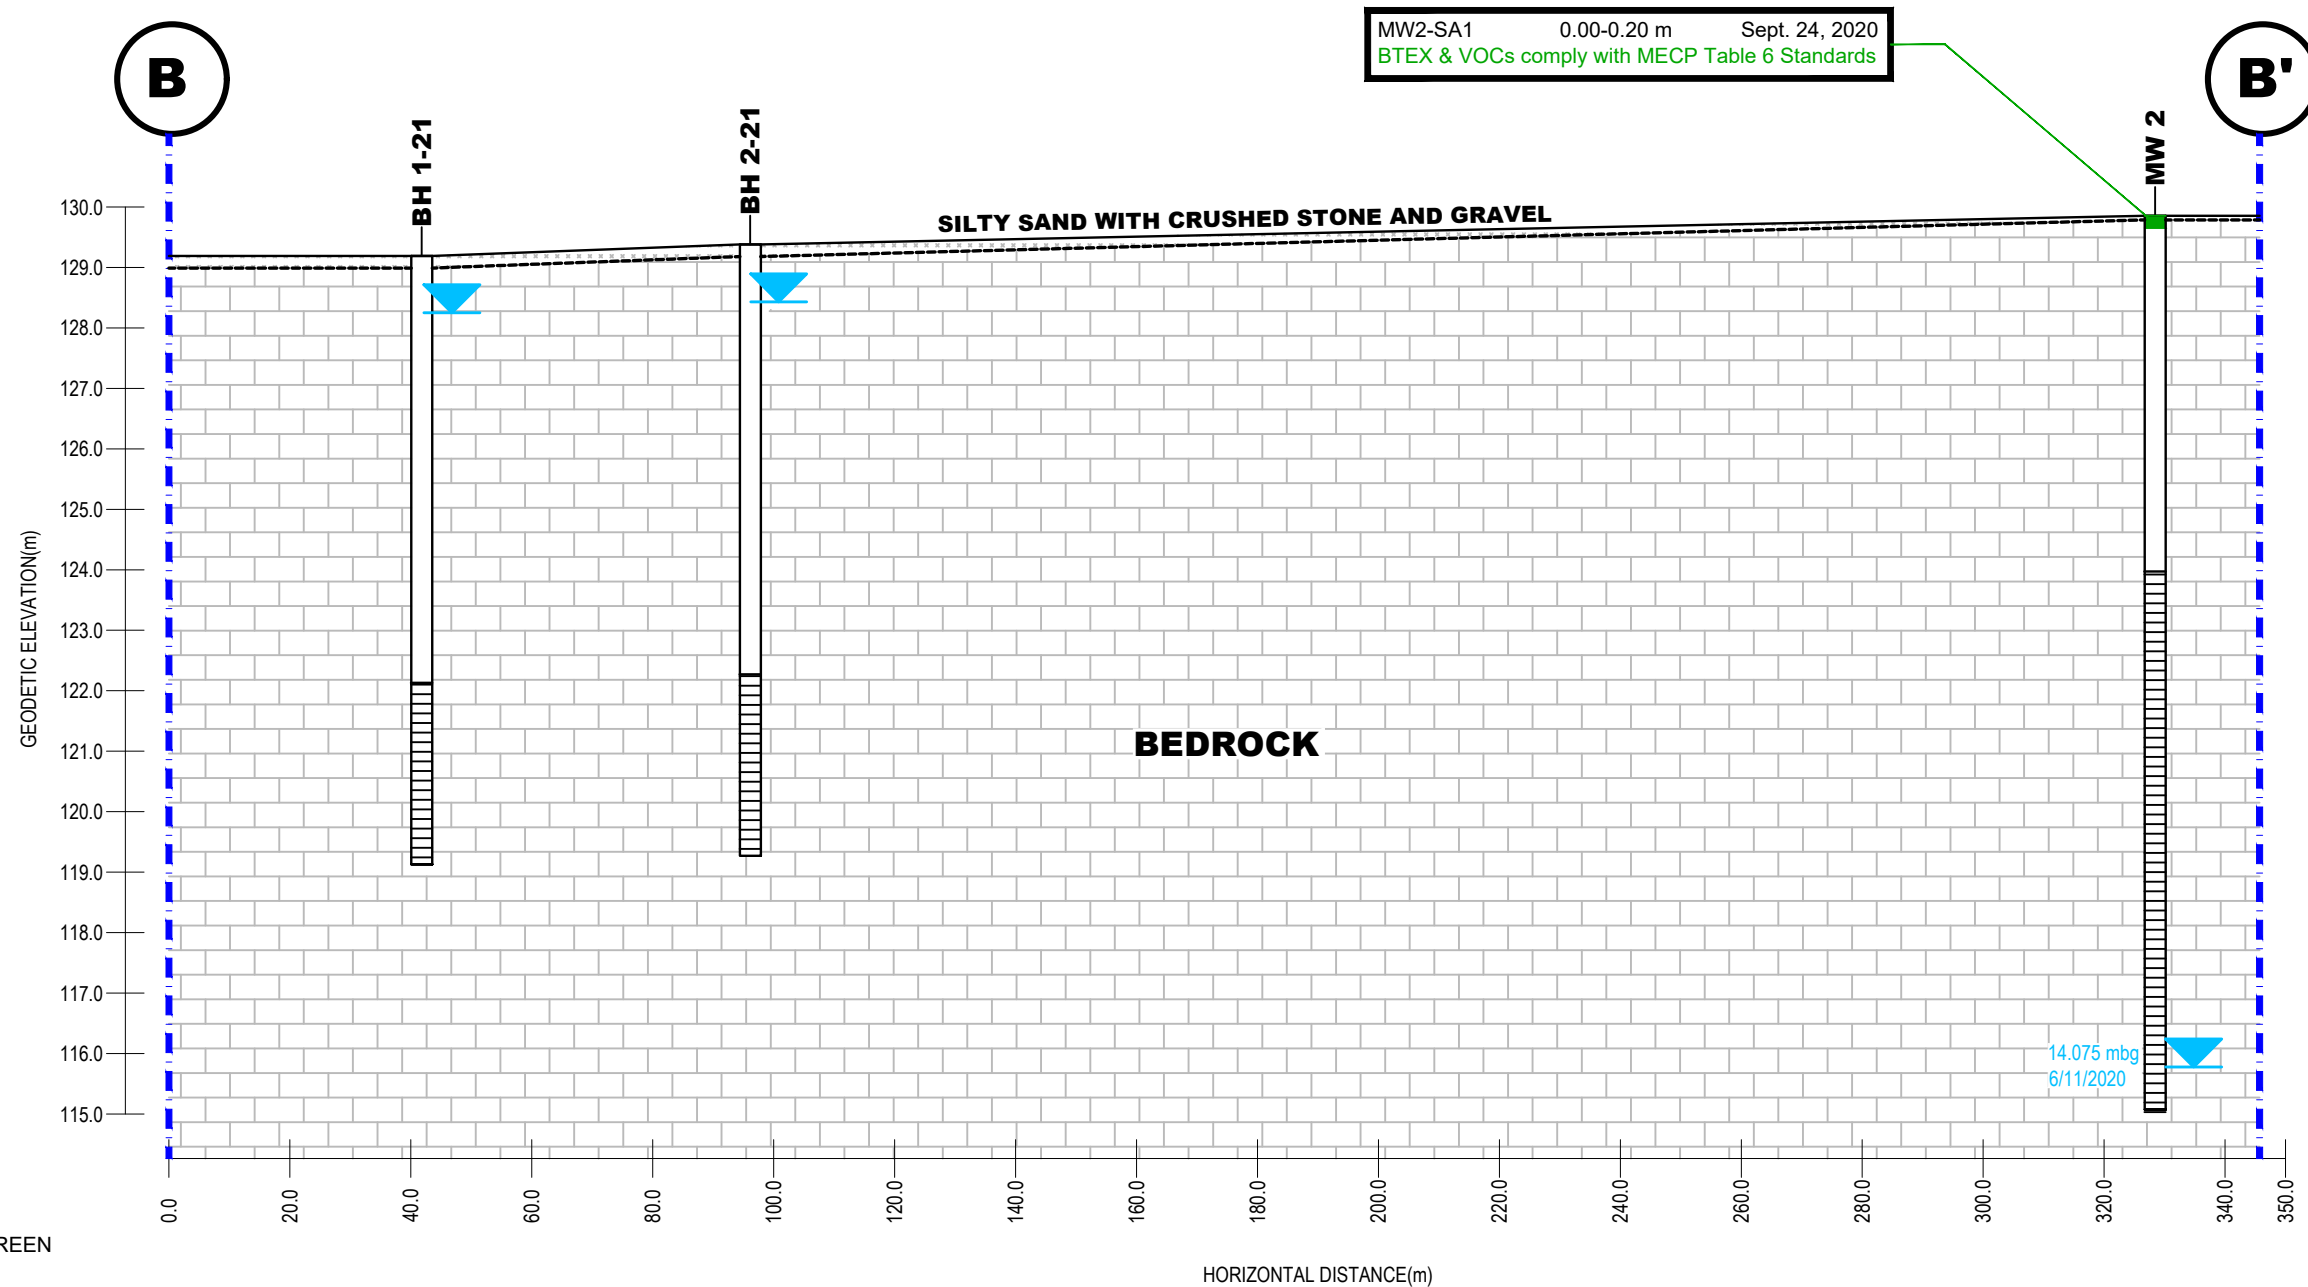 MW2-SA1 0.00-0.20 m Sept. 24, 2020
BTEX & VOCs comply with MECP Table 6 Standards
B
B'
BH 1-21
BH 2-21
MW 2
SILTY SAND WITH CRUSHED STONE AND GRAVEL
130.0
129.0
128.0
127.0
126.0
125.0
124.0
123.0
122.0
121.0
120.0
119.0
118.0
117.0
116.0
115.0
GEODETIC ELEVATION(m)
BEDROCK
14.075 mbg
6/11/2020
0.0
20.0
40.0
60.0
80.0
100.0
120.0
140.0
160.0
180.0
200.0
220.0
240.0
260.0
280.0
300.0
320.0
340.0
350.0
REEN
HORIZONTAL DISTANCE(m)